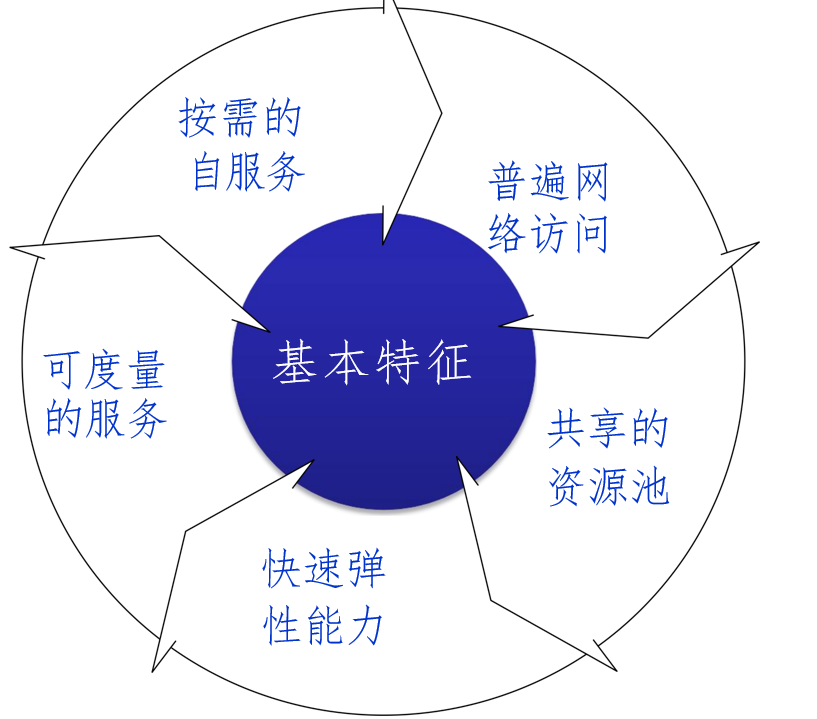 按需的
自服务
普遍网
络访问
基本特征
可度量
的服务
共享的
资源池
快速弹
性能力